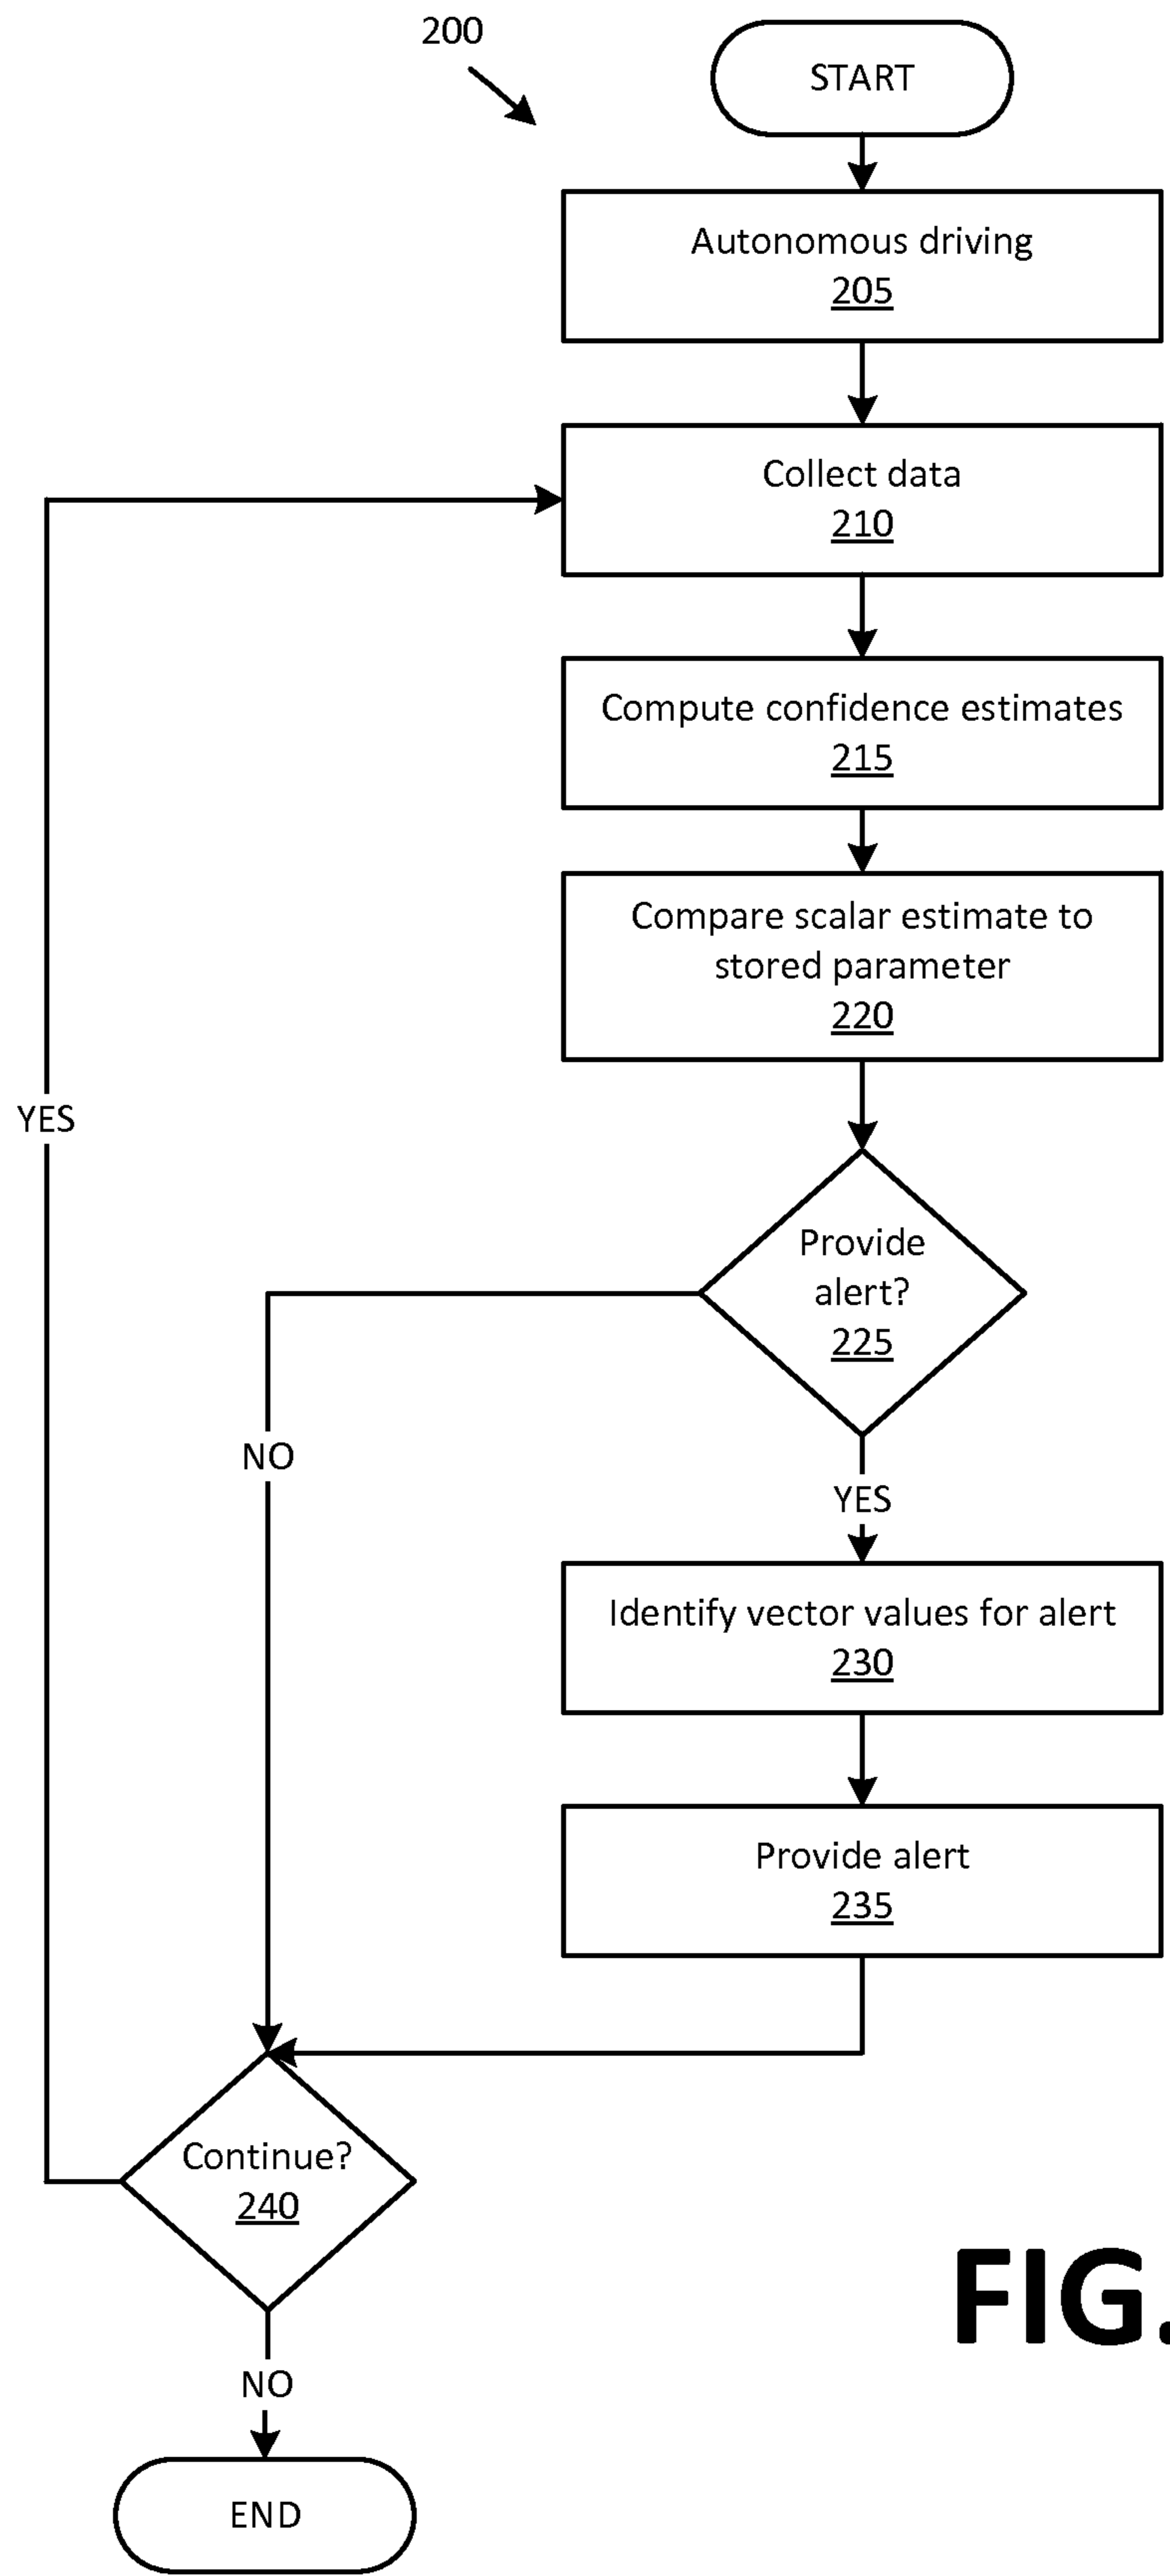 200
START
Autonomous driving
205
Collect data
210
Compute confidence estimates
215
Compare scalar estimate to
stored parameter
220
YES
Provide
alert?
225
NO
YES
Identify vector values for alert
230
Provide alert
235
Continue?
240
FIG.
NO
END